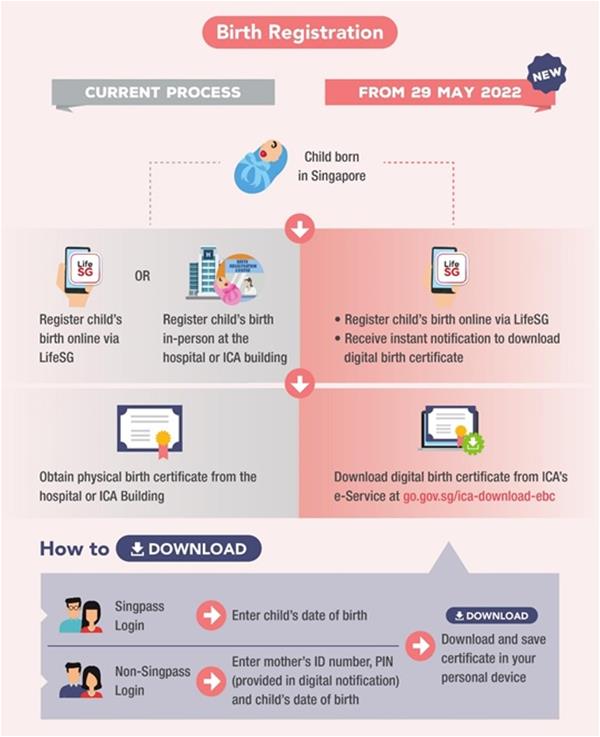 Birth Registration
CURRENT PROCESS
FROM 29 MAY 2022
NEW
Child born
in Singapore
Life
SG
OR
H
BIRTH
REGISTRATION
CENTRE
Life
SG
Register child's
birth online via
LifeSG
Register child's birth
in-person at the
hospital or ICA building
• Register child's birth online via LifeSG
• Receive instant notification to download
digital birth certificate
Obtain physical birth certificate from the
hospital or ICA Building
Download digital birth certificate from ICA's
e-Service at go.gov.sg/ica-download-ebc
How to DOWNLOAD
Singpass
Login
Enter child's date of birth
Non-Singpass
Login
Enter mother's ID number, PIN
(provided in digital notification)
and child's date of birth
DOWNLOAD
Download and save
certificate in your
personal device